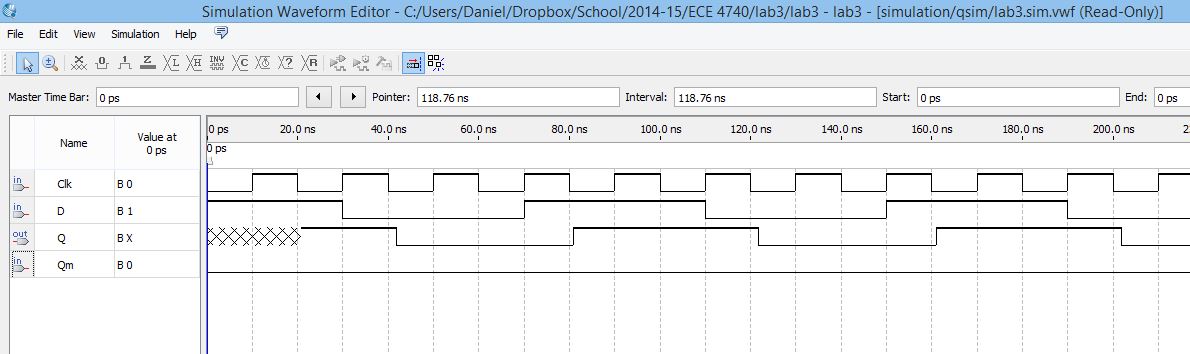 Simulation Waveform Editor - C:/Users/Daniel/Dropbox/School/2014-15/ECE 4740/lab3/lab3 - lab3 - [simulation/qsim/lab3.sim.vwf (Read-Only)]
File Edit View Simulation Help
Master Time Bar: 0 ps Pointer: 118.76 ns Interval: 118.76 ns Start: 0 ps End: 0 ps
Name Value at 0 ps 0 ps 20.0 ns 40.0 ns 60.0 ns 80.0 ns 100.0 ns 120.0 ns 140.0 ns 160.0 ns 180.0 ns 200.0 ns 2
0 ps
in Clk B 0
in D B 1
out Q B X
in Qm B 0